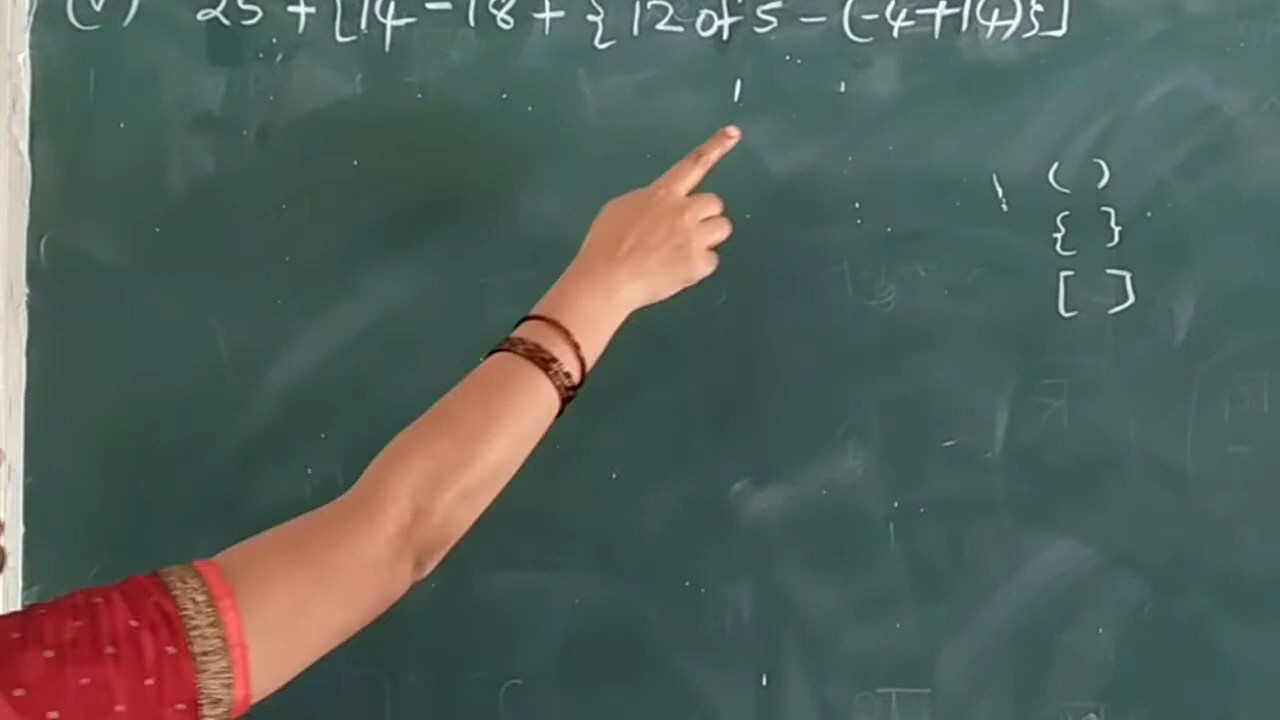 (v) 25 + [14 - 18 + {12 of 5 - (-4+14)}]
( )
{ }
[ ]